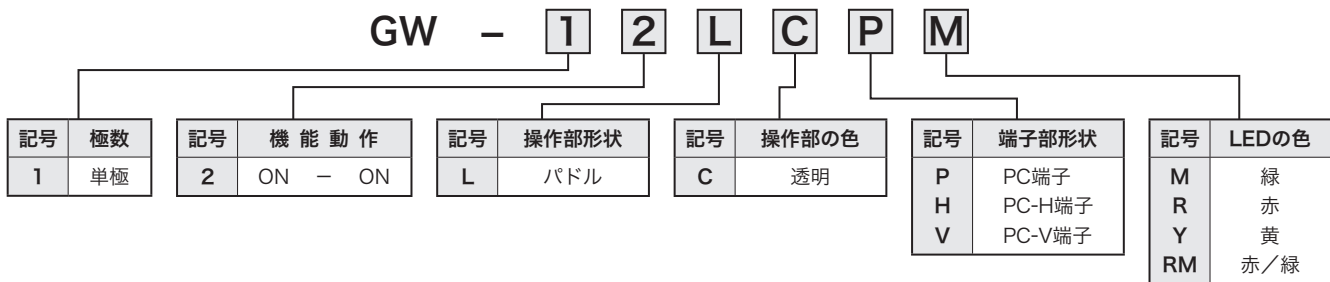 GW － 1 2 L C P M
記号 極数
1 単極
記号 機能動作
2 ON － ON
記号 操作部形状
L パドル
記号 操作部の色
C 透明
記号 端子部形状
P PC端子
H PC-H端子
V PC-V端子
記号 LEDの色
M 緑
R 赤
Y 黄
RM 赤／緑